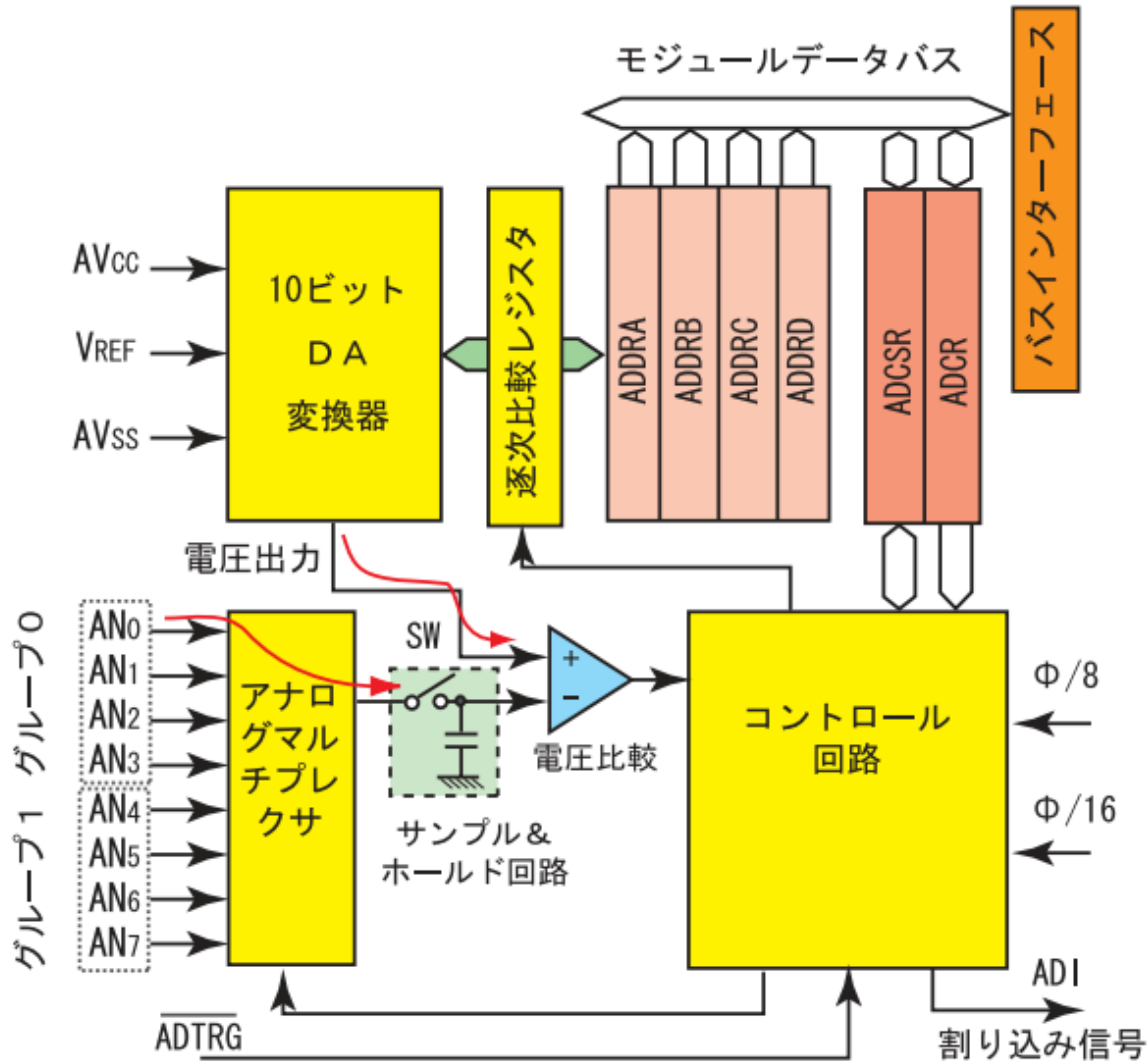 モジュールデータバス
バスインターフェース
AVCC
VREF
AVSS
10ビット
DA
変換器
逐次比較レジスタ
ADDRA
ADDRB
ADDRC
ADDRD
ADCSR
ADCR
電圧出力
グループ0
AN0
AN1
AN2
AN3
グループ1
AN4
AN5
AN6
AN7
アナロ
グマル
チプレ
クサ
SW
サンプル&
ホールド回路
+
-
電圧比較
コントロール
回路
Φ/8
Φ/16
ADI
割り込み信号
ADTRG